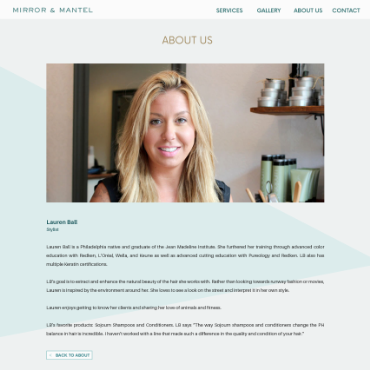 MIRROR & MANTEL
SERVICES GALLERY ABOUT US CONTACT
ABOUT US
Lauren Ball
Stylist
Lauren Ball is a Philadelphia native and graduate of the Jean Madeline Institute. She furthered her training through advanced color
education with Redken, L'Oréal, Wella, and Keune as well as advanced cutting education with Pureology and Redken. LB also has
multiple Keratin certifications.
LB's goal is to extract and enhance the natural beauty of the hair she works with. Rather than looking towards runway fashion or movies,
Lauren is inspired by the environment around her. She loves to see a look on the street and interpret it in her own style.
Lauren enjoys getting to know her clients and sharing her love of animals and fitness.
LB's favorite products: Sojourn Shampoos and Conditioners. LB says "The way Sojourn shampoos and conditioners change the PH
balance in hair is incredible. I haven't worked with a line that made such a difference in the quality and condition of your hair."
BACK TO ABOUT